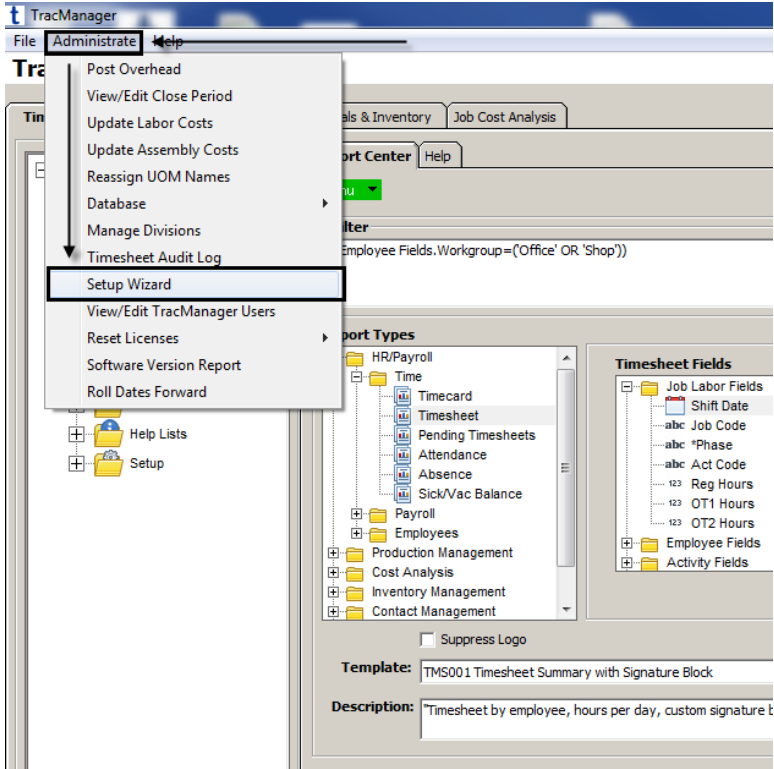 TracManager
File Administrate Help
Tra
Post Overhead
View/Edit Close Period
Update Labor Costs
Update Assembly Costs
Reassign UOM Names
Database
Manage Divisions
Timesheet Audit Log
Setup Wizard
View/Edit TracManager Users
Reset Licenses
Software Version Report
Roll Dates Forward
Tim
als & Inventory Job Cost Analysis
ort Center Help
nu
lter
Employee Fields.Workgroup=('Office' OR 'Shop'))
Help Lists
Setup
port Types
HR/Payroll
Time
Timecard
Timesheet
Pending Timesheets
Attendance
Absence
Sick/Vac Balance
Payroll
Employees
Production Management
Cost Analysis
Inventory Management
Contact Management
Timesheet Fields
Job Labor Fields
Shift Date
abc Job Code
abc *Phase
abc Act Code
123 Reg Hours
123 OT1 Hours
123 OT2 Hours
Employee Fields
Activity Fields
Suppress Logo
Template: TMS001 Timesheet Summary with Signature Block
Description: "Timesheet by employee, hours per day, custom signature b